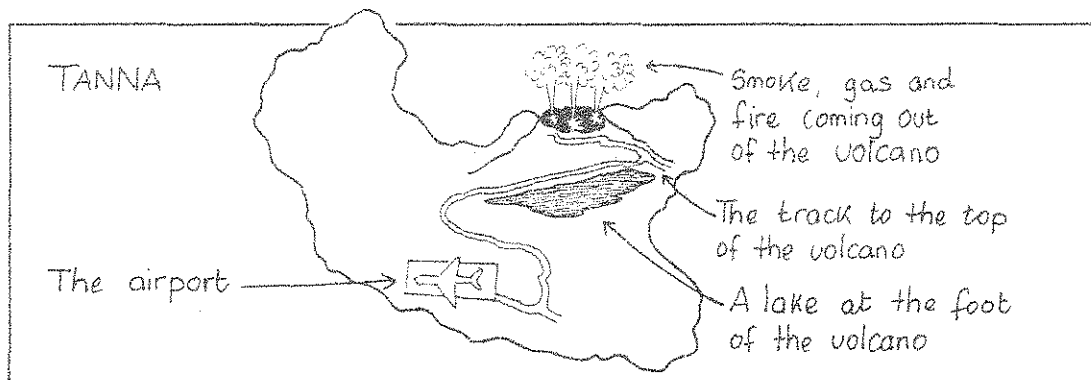 TANNA
Smoke, gas and
fire coming out
of the volcano
The track to the top
of the volcano
The airport
A lake at the foot
of the volcano